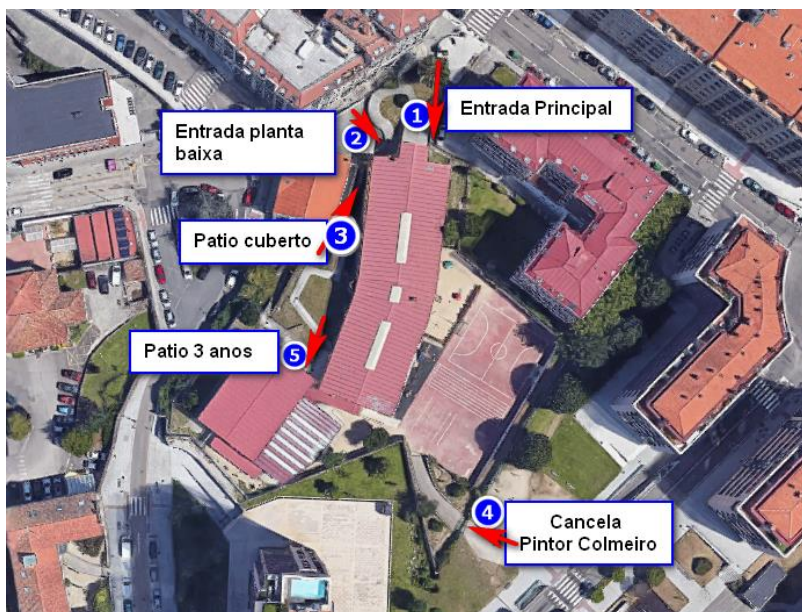 1
Entrada Principal
Entrada planta
baixa
2
Patio cuberto
3
Patio 3 anos
5
4
Cancela
Pintor Colmeiro